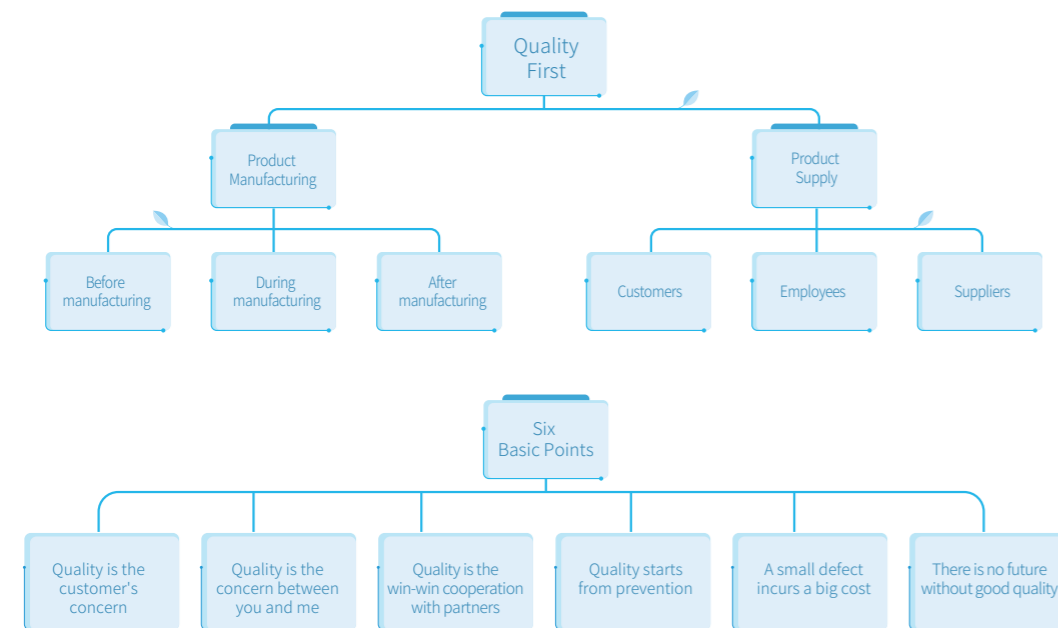 Quality
First
Product
Manufacturing
Product
Supply
Before
manufacturing
During
manufacturing
After
manufacturing
Customers
Employees
Suppliers
Six
Basic Points
Quality is the
customer's
concern
Quality is the
concern between
you and me
Quality is the
win-win cooperation
with partners
Quality starts
from prevention
A small defect
incurs a big cost
There is no future
without good quality